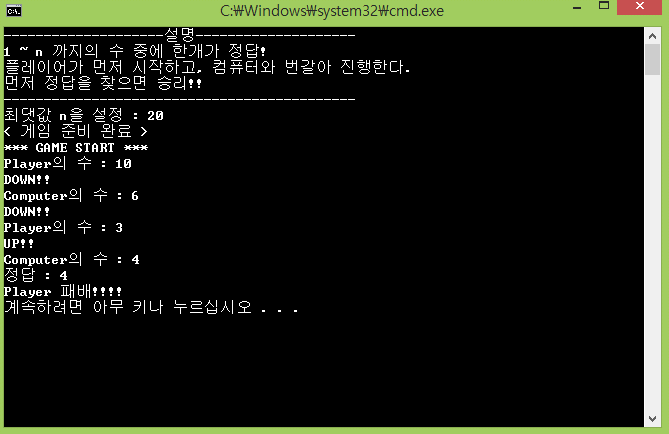 C:\Windows\system32\cmd.exe
--------------------설명--------------------
1 ~ n 까지의 수 중에 한개가 정답!
플레이어가 먼저 시작하고, 컴퓨터와 번갈아 진행한다.
먼저 정답을 찾으면 승리!!
--------------------------------------------
최댓값 n을 설정 : 20
< 게임 준비 완료 >
*** GAME START ***
Player의 수 : 10
DOWN!!
Computer의 수 : 6
DOWN!!
Player의 수 : 3
UP!!
Computer의 수 : 4
정답 : 4
Player 패배!!!!
계속하려면 아무 키나 누르십시오 . . .